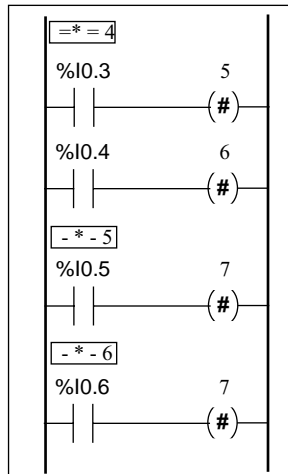 =* = 4
%I0.3 5
(#)
%I0.4 6
(#)
- * - 5
%I0.5 7
(#)
- * - 6
%I0.6 7
(#)